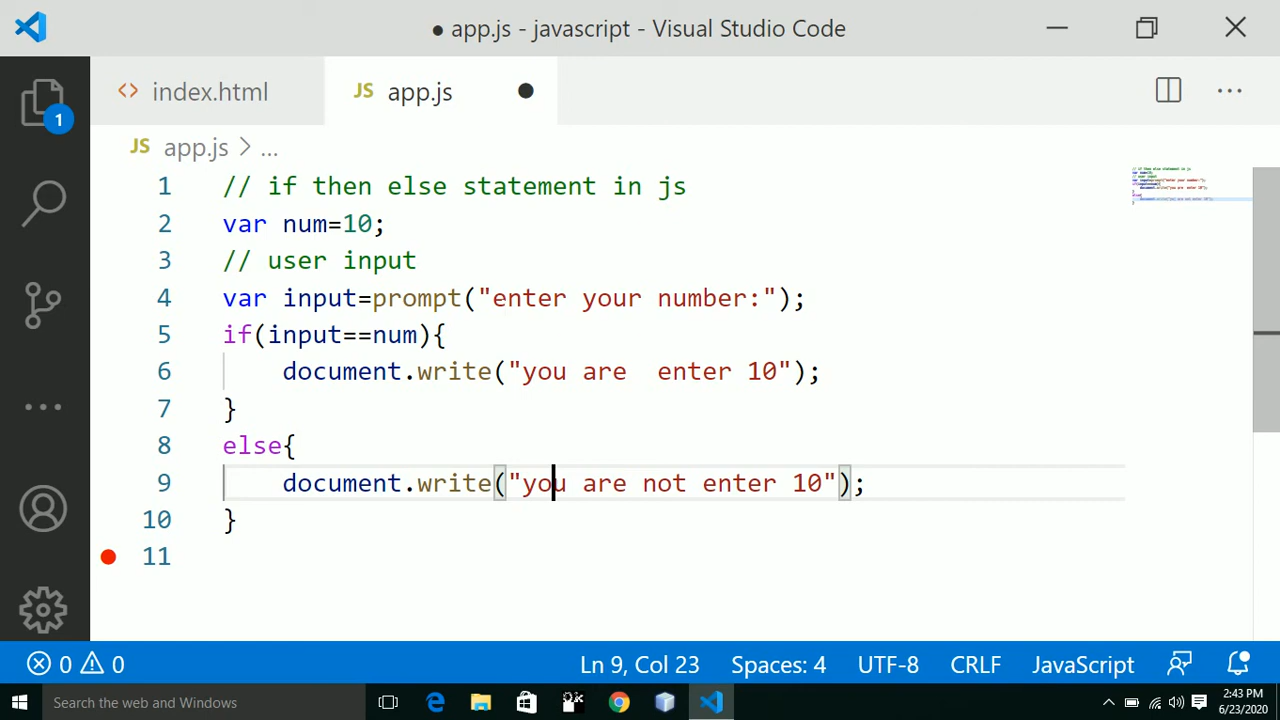 ● app.js - javascript - Visual Studio Code
<> index.html
JS app.js ●
JS app.js > ...
1 // if then else statement in js
2 var num=10;
3 // user input
4 var input=prompt("enter your number:");
5 if(input==num){
6     document.write("you are  enter 10");
7 }
8 else{
9     document.write("you are not enter 10");
10 }
11
1
0 0
Ln 9, Col 23
Spaces: 4
UTF-8
CRLF
JavaScript
Search the web and Windows
2:43 PM
6/23/2020